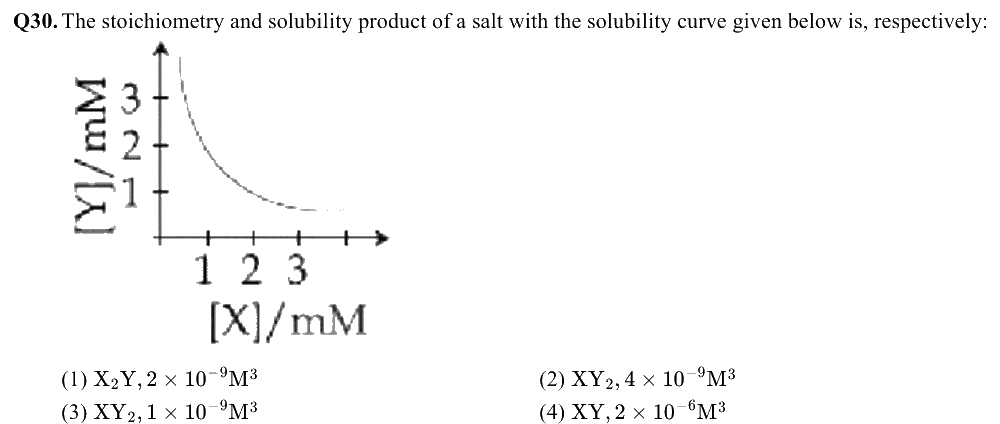 Q30. The stoichiometry and solubility product of a salt with the solubility curve given below is, respectively:
[Y]/mM
3
2
1
1 2 3
[X]/mM
(1) X₂Y, 2 × 10⁻⁹M³ (2) XY₂, 4 × 10⁻⁹M³
(3) XY₂, 1 × 10⁻⁹M³ (4) XY, 2 × 10⁻⁶M³